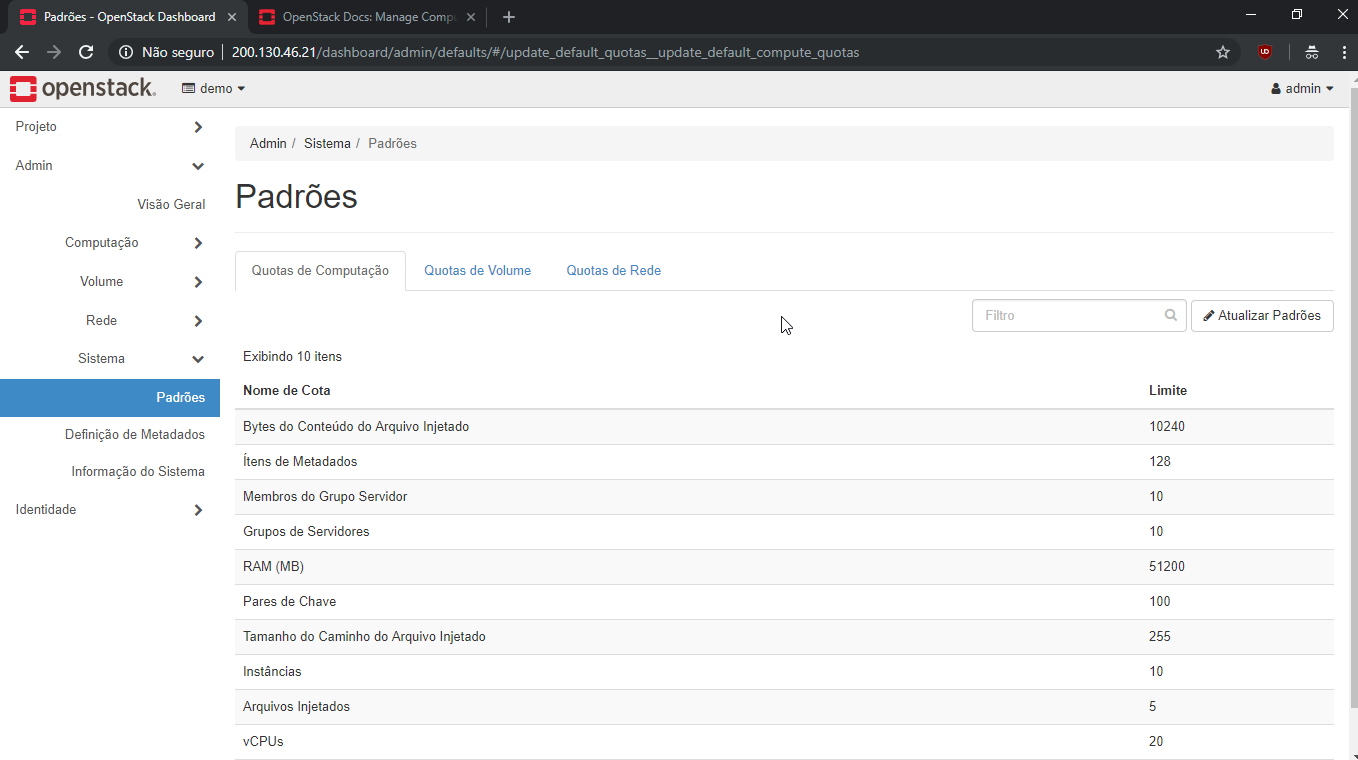 Padrões - OpenStack Dashboard
OpenStack Docs: Manage Compu
Não seguro | 200.130.46.21/dashboard/admin/defaults/#/update_default_quotas__update_default_compute_quotas
openstack.
demo
admin
Projeto
Admin
Visão Geral
Computação
Volume
Rede
Sistema
Padrões
Definição de Metadados
Informação do Sistema
Identidade
Admin / Sistema / Padrões
Padrões
Quotas de Computação
Quotas de Volume
Quotas de Rede
Filtro
Atualizar Padrões
Exibindo 10 itens
Nome de Cota Limite
Bytes do Conteúdo do Arquivo Injetado 10240
Ítens de Metadados 128
Membros do Grupo Servidor 10
Grupos de Servidores 10
RAM (MB) 51200
Pares de Chave 100
Tamanho do Caminho do Arquivo Injetado 255
Instâncias 10
Arquivos Injetados 5
vCPUs 20